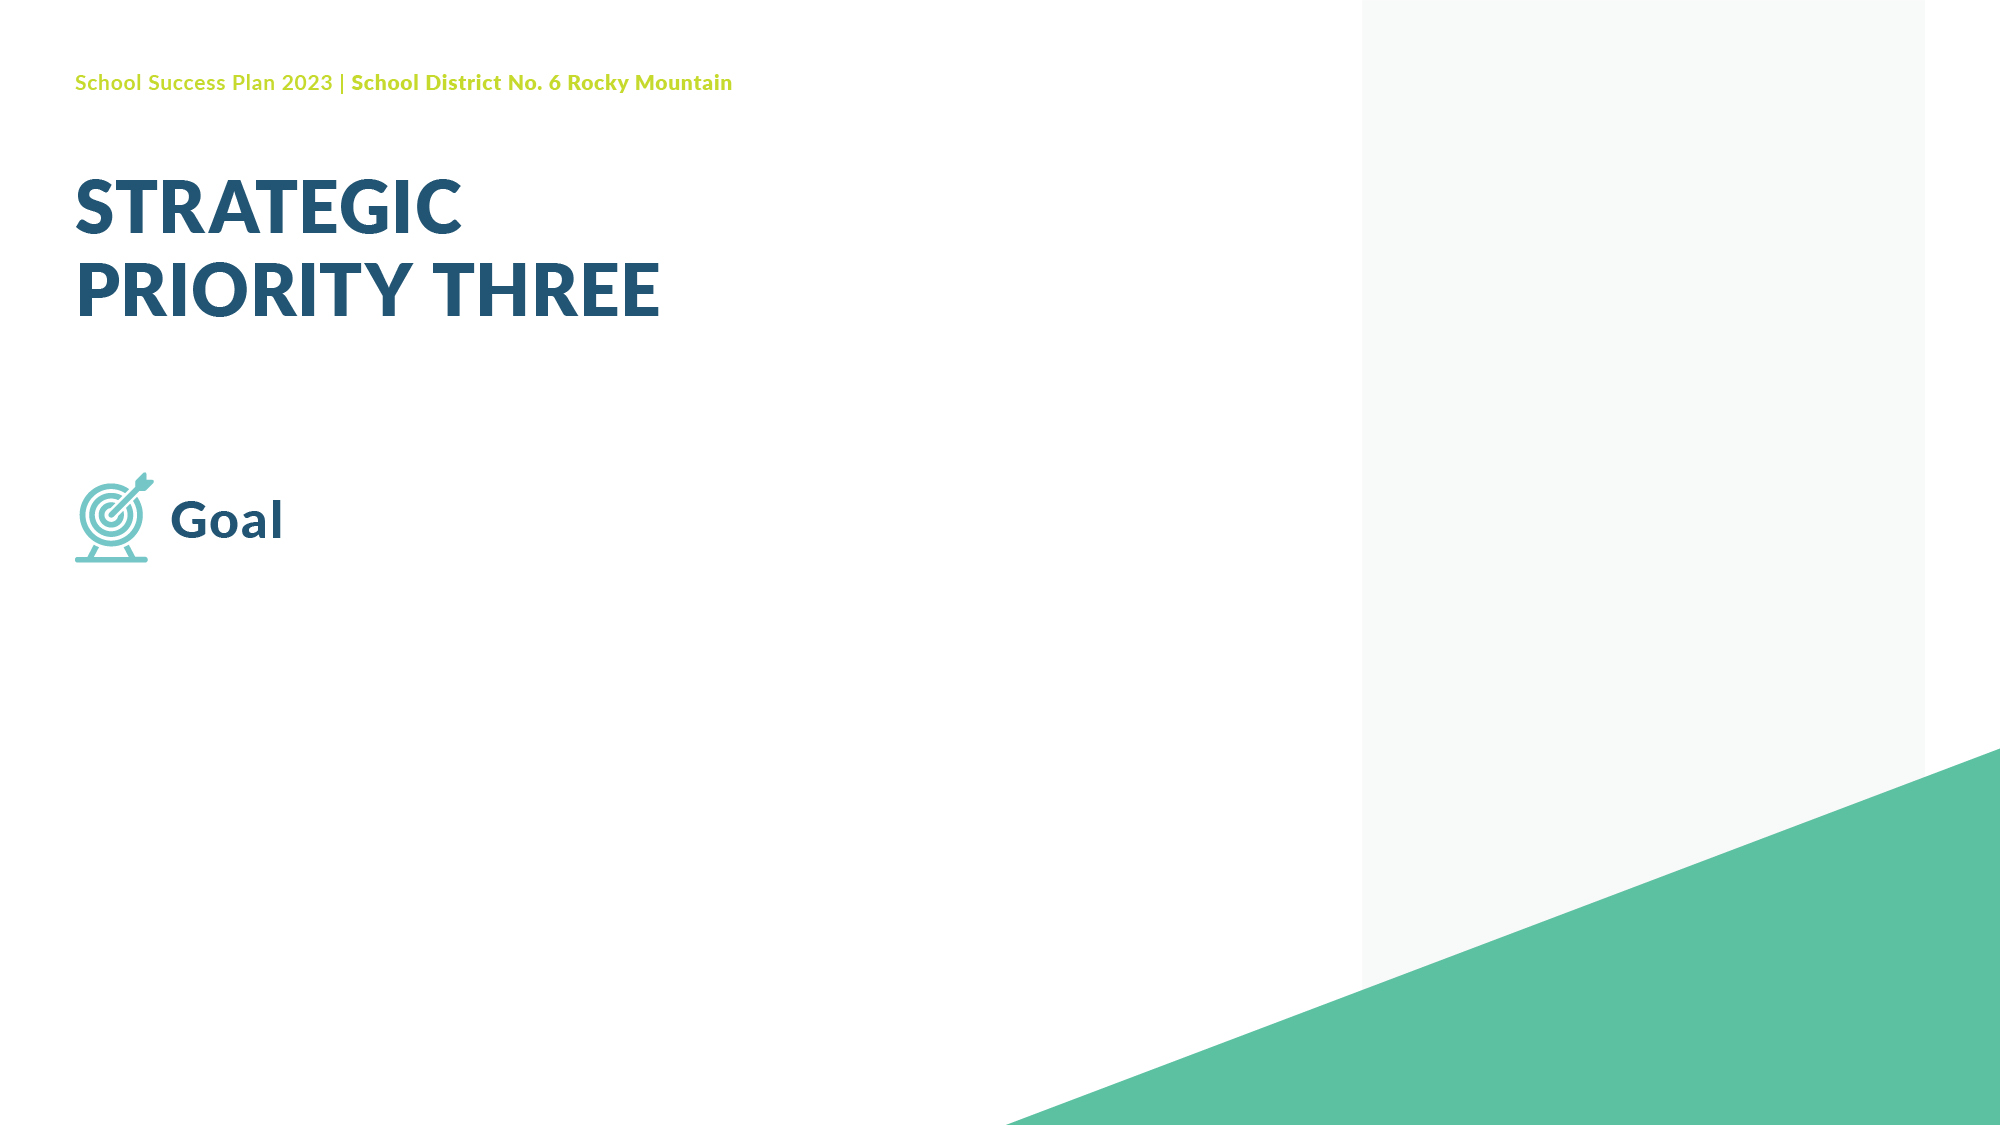 School Success Plan 2023 | School District No. 6 Rocky Mountain
STRATEGIC
PRIORITY THREE
Goal